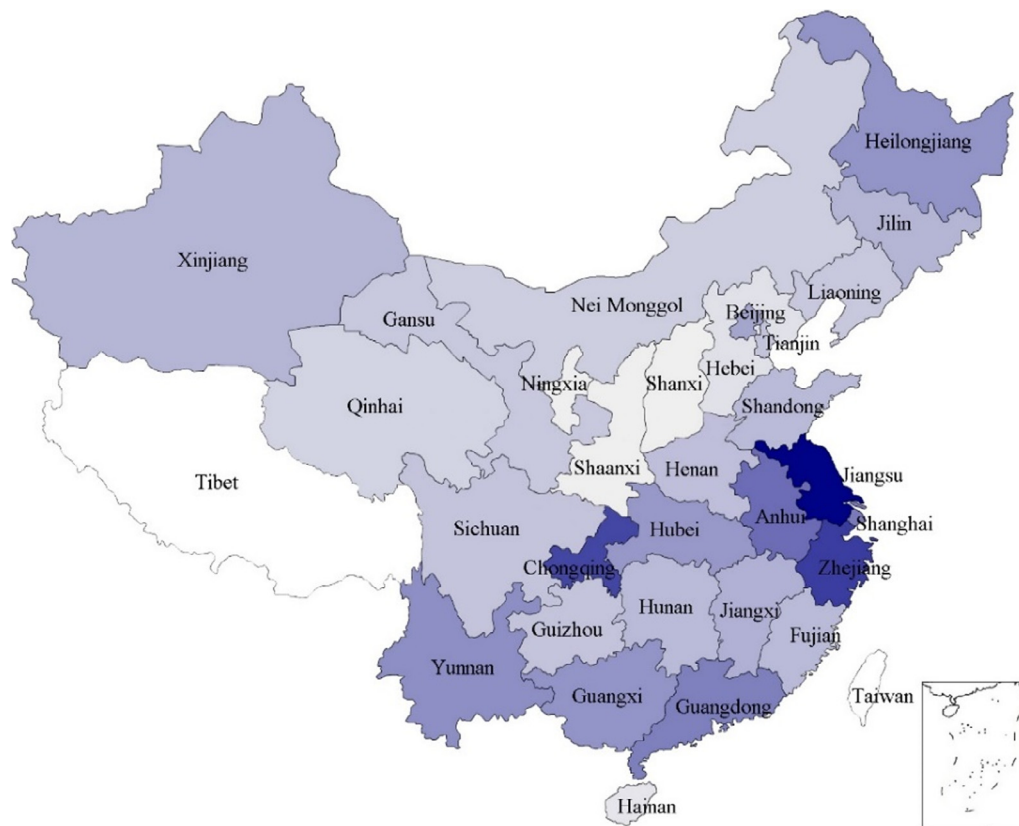 Heilongjiang
Jilin
Xinjiang
Liaoning
Nei Monggol
Beijing
Gansu
Tianjin
Hebei
Ningxia
Shanxi
Qinhai
Shandong
Shaanxi
Henan
Jiangsu
Tibet
Anhui
Shanghai
Sichuan
Hubei
Chongqing
Zhejiang
Hunan
Jiangxi
Guizhou
Fujian
Yunnan
Guangxi
Guangdong
Taiwan
Hainan